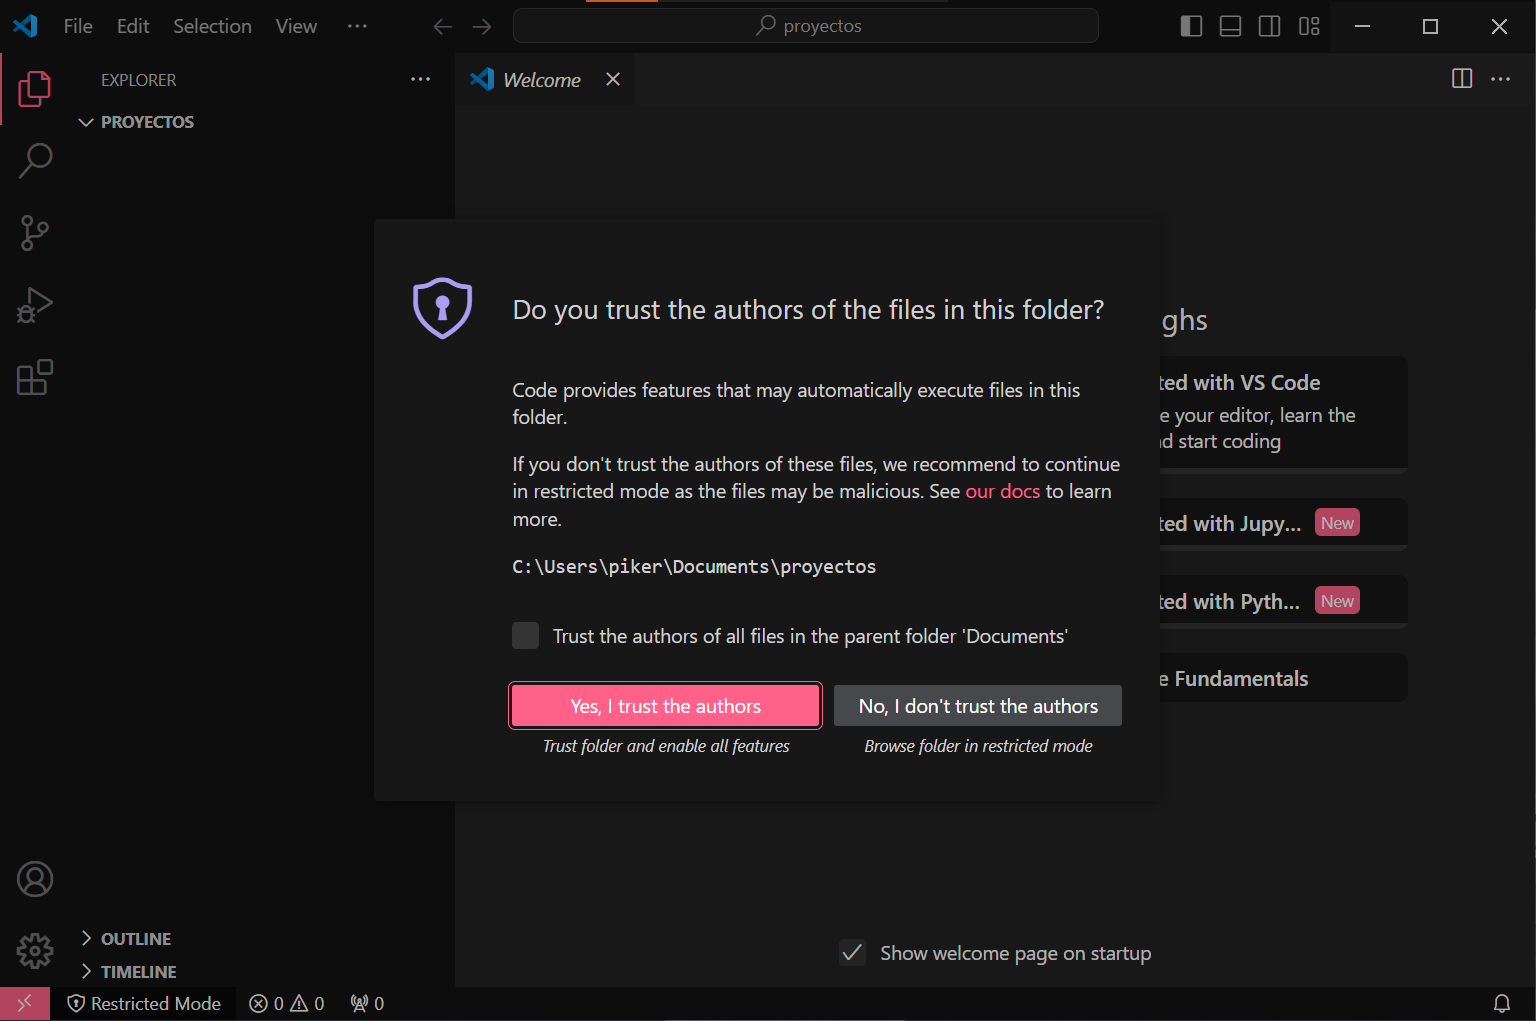 File Edit Selection View ··· proyectos
EXPLORER ···
Welcome ···
PROYECTOS
Do you trust the authors of the files in this folder?
ghs
Code provides features that may automatically execute files in this
folder.
ted with VS Code
e your editor, learn the
d start coding
If you don't trust the authors of these files, we recommend to continue
in restricted mode as the files may be malicious. See our docs to learn
more.
ted with Jupy... New
C:\Users\piker\Documents\proyectos
ted with Pyth... New
Trust the authors of all files in the parent folder 'Documents'
e Fundamentals
Yes, I trust the authors No, I don't trust the authors
Trust folder and enable all features Browse folder in restricted mode
OUTLINE
Show welcome page on startup
TIMELINE
Restricted Mode 0 0 0